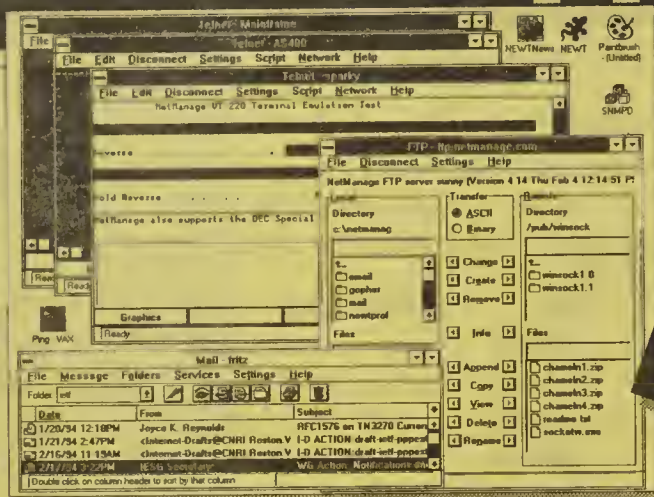 Telnet - Mainframe
File
Telnet - AS400
File Edit Disconnect Settings Script Network Help
Telnet - sparky
File Edit Disconnect Settings Script Network Help
NetManage VT 220 Terminal Emulation Test
Reverse
Bold Reverse
NetManage also supports the DEC Special
Graphics
Ready
NEWTNews
NEWT
Paintbrush - (Untitled)
SNMPD
Ping VAX
FTP - ftp.netmanage.com
File Disconnect Settings Help
NetManage FTP server sunny (Version 4.14 Thu Feb 4 12:14:51 PS
Local
Directory
c:\netmanag
t..
email
gopher
mail
newtprof
Files
Transfer
ASCII
Binary
Change
Create
Remove
Info
Append
Copy
View
Delete
Rename
Remote
Directory
/pub/winsock
t..
winsock1.0
winsock1.1
Files
chameln1.zip
chameln2.zip
chameln3.zip
chameln4.zip
readme.txt
Mail - fritz
File Message Folders Services Settings Help
Folder ietf
Date From Subject
1/20/94 12:18PM Joyce K. Reynolds RFC1576 on TN3270 Curren
1/21/94 2:47PM <Internet-Drafts@CNRI.Reston.V I-D ACTION:draft-ietf-pppext
2/16/94 11:19AM <Internet-Drafts@CNRI.Reston.V I-D ACTION:draft-ietf-pppext
2/17/94 3:22PM IESG Secretary WG Action: Notifications and
Double click on column header to sort by that column